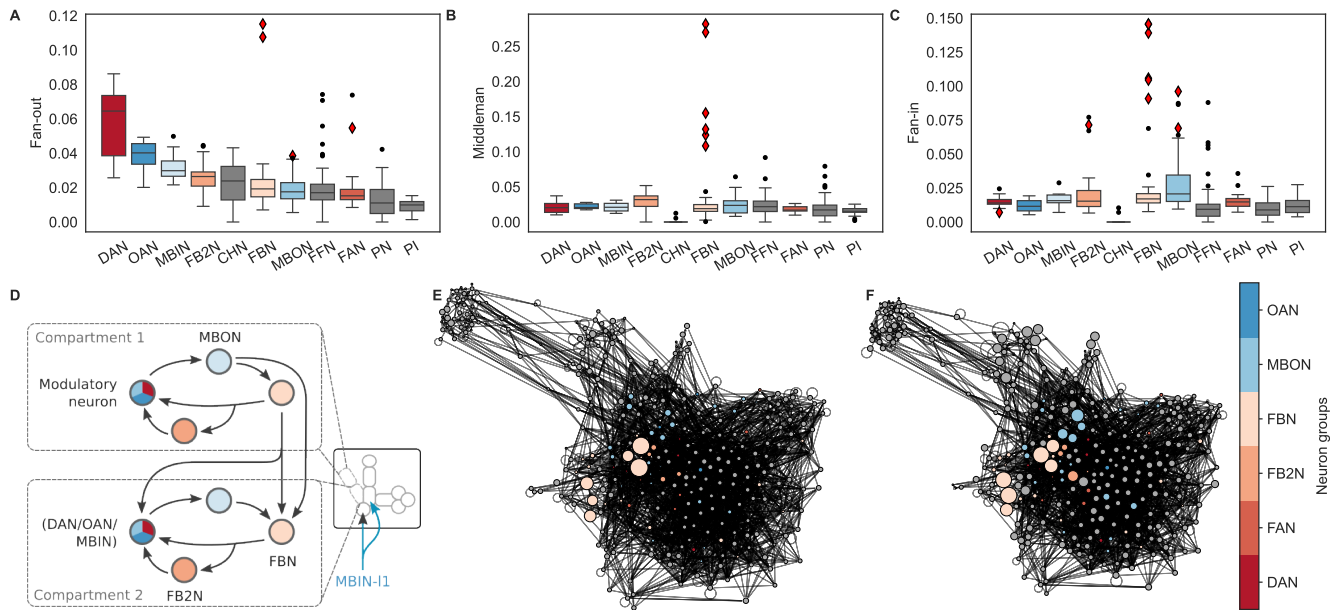 A
Fan-out
0.12
0.10
0.08
0.06
0.04
0.02
0.00
DAN
OAN
MBIN
FB2N
CHN
FBN
MBON
FFN
FAN
PN
PI
B
Middleman
0.25
0.20
0.15
0.10
0.05
0.00
DAN
OAN
MBIN
FB2N
CHN
FBN
MBON
FFN
FAN
PN
PI
C
Fan-in
0.150
0.125
0.100
0.075
0.050
0.025
0.000
DAN
OAN
MBIN
FB2N
CHN
FBN
MBON
FFN
FAN
PN
PI
D
Compartment 1
MBON
Modulatory
neuron
(DAN/OAN/
MBIN)
FBN
FB2N
Compartment 2
MBIN-l1
E
F
OAN
MBON
FBN
FB2N
FAN
DAN
Neuron groups